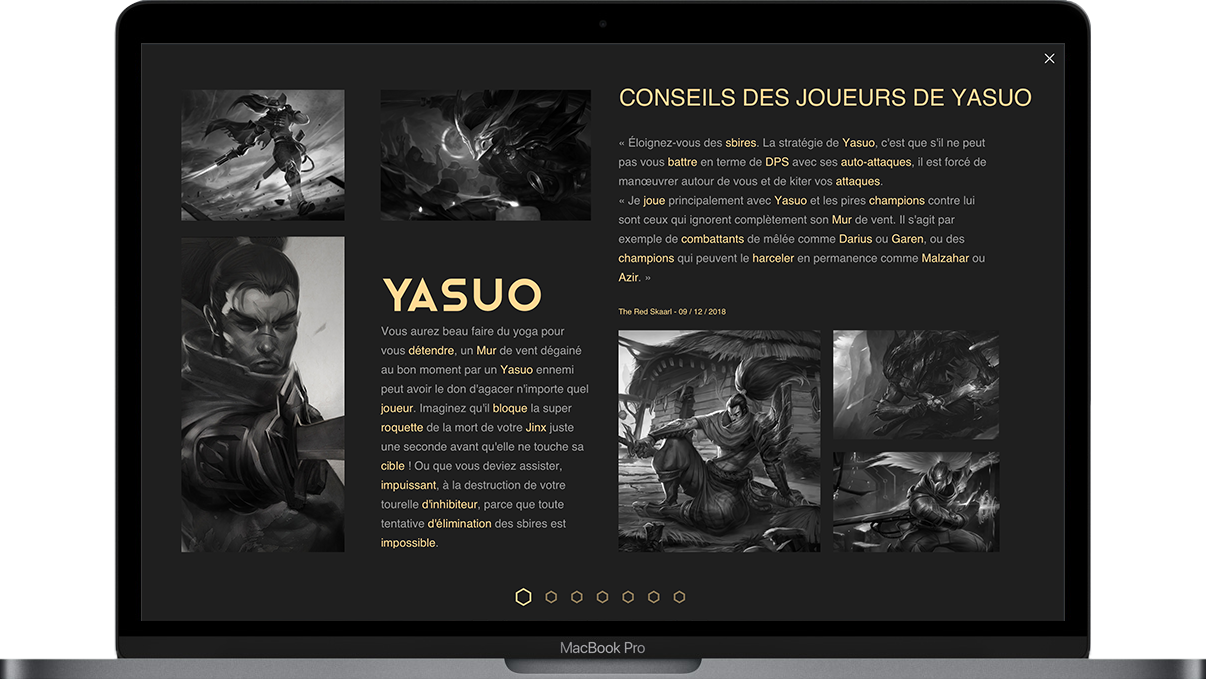 CONSEILS DES JOUEURS DE YASUO
« Éloignez-vous des sbires. La stratégie de Yasuo, c'est que s'il ne peut
pas vous battre en terme de DPS avec ses auto-attaques, il est forcé de
manœuvrer autour de vous et de kiter vos attaques.
« Je joue principalement avec Yasuo et les pires champions contre lui
sont ceux qui ignorent complètement son Mur de vent. Il s'agit par
exemple de combattants de mêlée comme Darius ou Garen, ou des
champions qui peuvent le harceler en permanence comme Malzahar ou
Azir. »
The Red Skaarl - 09 / 12 / 2018
YASUO
Vous aurez beau faire du yoga pour
vous détendre, un Mur de vent dégainé
au bon moment par un Yasuo ennemi
peut avoir le don d'agacer n'importe quel
joueur. Imaginez qu'il bloque la super
roquette de la mort de votre Jinx juste
une seconde avant qu'elle ne touche sa
cible ! Ou que vous deviez assister,
impuissant, à la destruction de votre
tourelle d'inhibiteur, parce que toute
tentative d'élimination des sbires est
impossible.
MacBook Pro